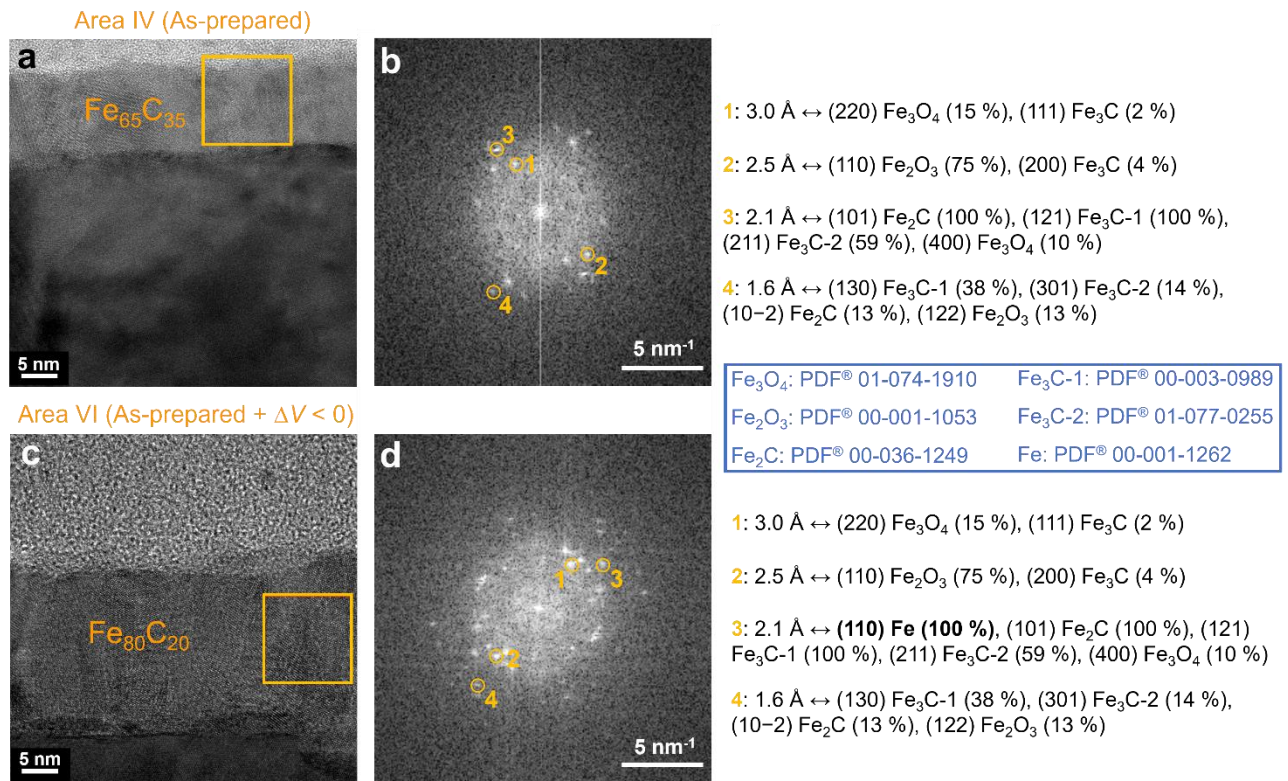 Area IV (As-prepared)
a
Fe₆₅C₃₅
5 nm
b
3
1
2
4
5 nm⁻¹
1: 3.0 Å ↔ (220) Fe₃O₄ (15 %), (111) Fe₃C (2 %)
2: 2.5 Å ↔ (110) Fe₂O₃ (75 %), (200) Fe₃C (4 %)
3: 2.1 Å ↔ (101) Fe₂C (100 %), (121) Fe₃C-1 (100 %),
(211) Fe₃C-2 (59 %), (400) Fe₃O₄ (10 %)
4: 1.6 Å ↔ (130) Fe₃C-1 (38 %), (301) Fe₃C-2 (14 %),
(10−2) Fe₂C (13 %), (122) Fe₂O₃ (13 %)
Fe₃O₄: PDF® 01-074-1910 Fe₃C-1: PDF® 00-003-0989
Fe₂O₃: PDF® 00-001-1053 Fe₃C-2: PDF® 01-077-0255
Fe₂C: PDF® 00-036-1249 Fe: PDF® 00-001-1262
Area VI (As-prepared + ΔV < 0)
c
Fe₈₀C₂₀
5 nm
d
1
3
2
4
5 nm⁻¹
1: 3.0 Å ↔ (220) Fe₃O₄ (15 %), (111) Fe₃C (2 %)
2: 2.5 Å ↔ (110) Fe₂O₃ (75 %), (200) Fe₃C (4 %)
3: 2.1 Å ↔ (110) Fe (100 %), (101) Fe₂C (100 %), (121)
Fe₃C-1 (100 %), (211) Fe₃C-2 (59 %), (400) Fe₃O₄ (10 %)
4: 1.6 Å ↔ (130) Fe₃C-1 (38 %), (301) Fe₃C-2 (14 %),
(10−2) Fe₂C (13 %), (122) Fe₂O₃ (13 %)